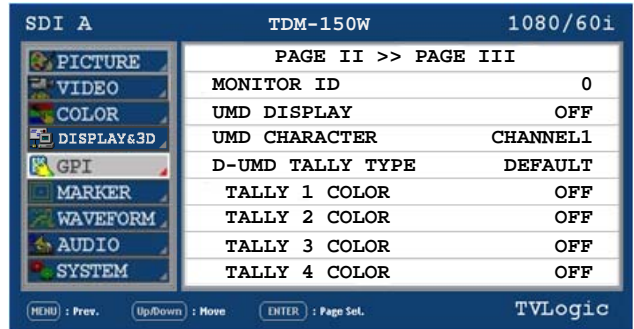 SDI A TDM-150W 1080/60i
PICTURE
VIDEO
COLOR
DISPLAY&3D
GPI
MARKER
WAVEFORM
AUDIO
SYSTEM
PAGE II >> PAGE III
MONITOR ID 0
UMD DISPLAY OFF
UMD CHARACTER CHANNEL1
D-UMD TALLY TYPE DEFAULT
TALLY 1 COLOR OFF
TALLY 2 COLOR OFF
TALLY 3 COLOR OFF
TALLY 4 COLOR OFF
MENU : Prev. Up/Down : Move ENTER : Page Sel. TVLogic